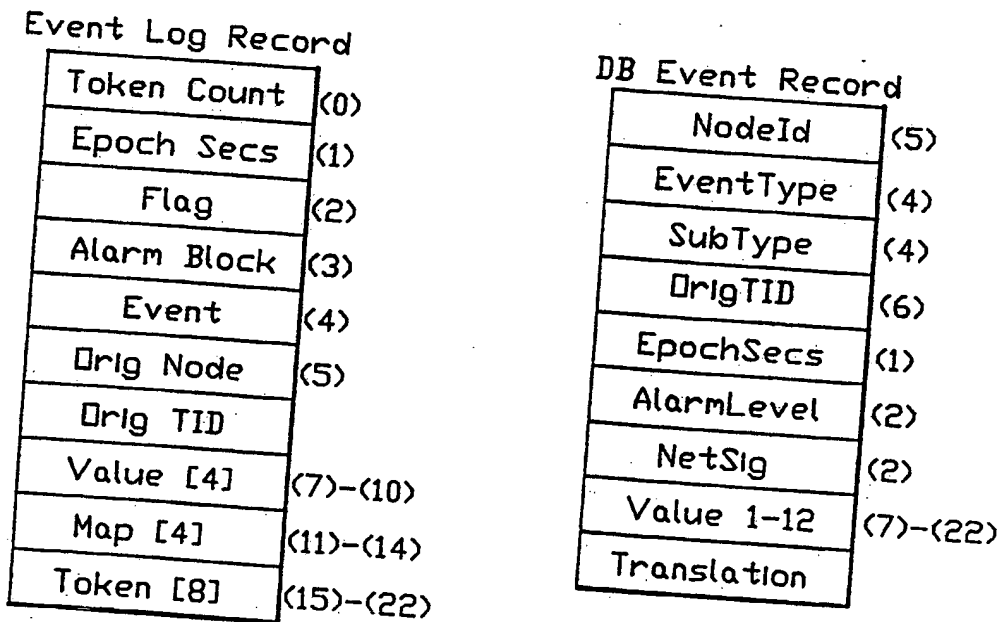 Event Log Record
Token Count (0)
Epoch Secs (1)
Flag (2)
Alarm Block (3)
Event (4)
Orig Node (5)
Orig TID
Value [4] (7)-(10)
Map [4] (11)-(14)
Token [8] (15)-(22)
DB Event Record
NodeId (5)
EventType (4)
SubType (4)
OrigTID (6)
EpochSecs (1)
AlarmLevel (2)
NetSig (2)
Value 1-12 (7)-(22)
Translation